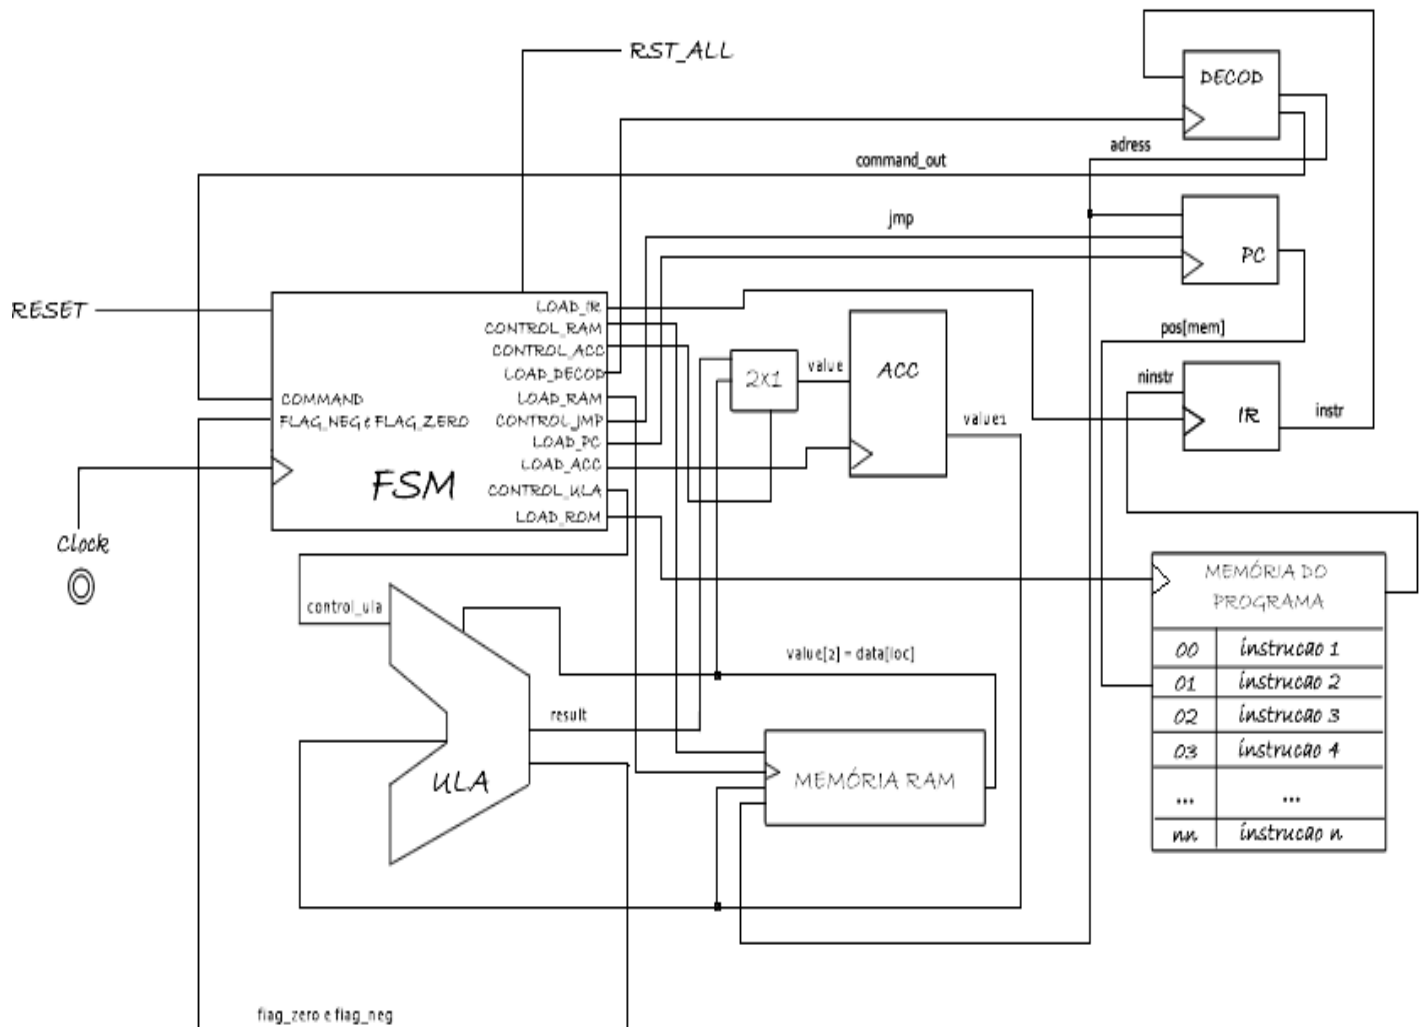 RST_ALL
DECOD
adress
command_out
jmp
PC
RESET
LOAD_IR
CONTROL_RAM
CONTROL_ACC
LOAD_DECOD
LOAD_RAM
CONTROL_JMP
LOAD_PC
LOAD_ACC
CONTROL_ULA
LOAD_ROM
COMMAND
FLAG_NEG e FLAG_ZERO
FSM
2x1
value
ACC
value1
pos[mem]
ninstr
IR
instr
Clock
control_ula
value[2] = data[loc]
result
ULA
MEMÓRIA RAM
MEMÓRIA DO
PROGRAMA
00 instrucao 1
01 instrucao 2
02 instrucao 3
03 instrucao 4
... ...
nn instrucao n
flag_zero e flag_neg